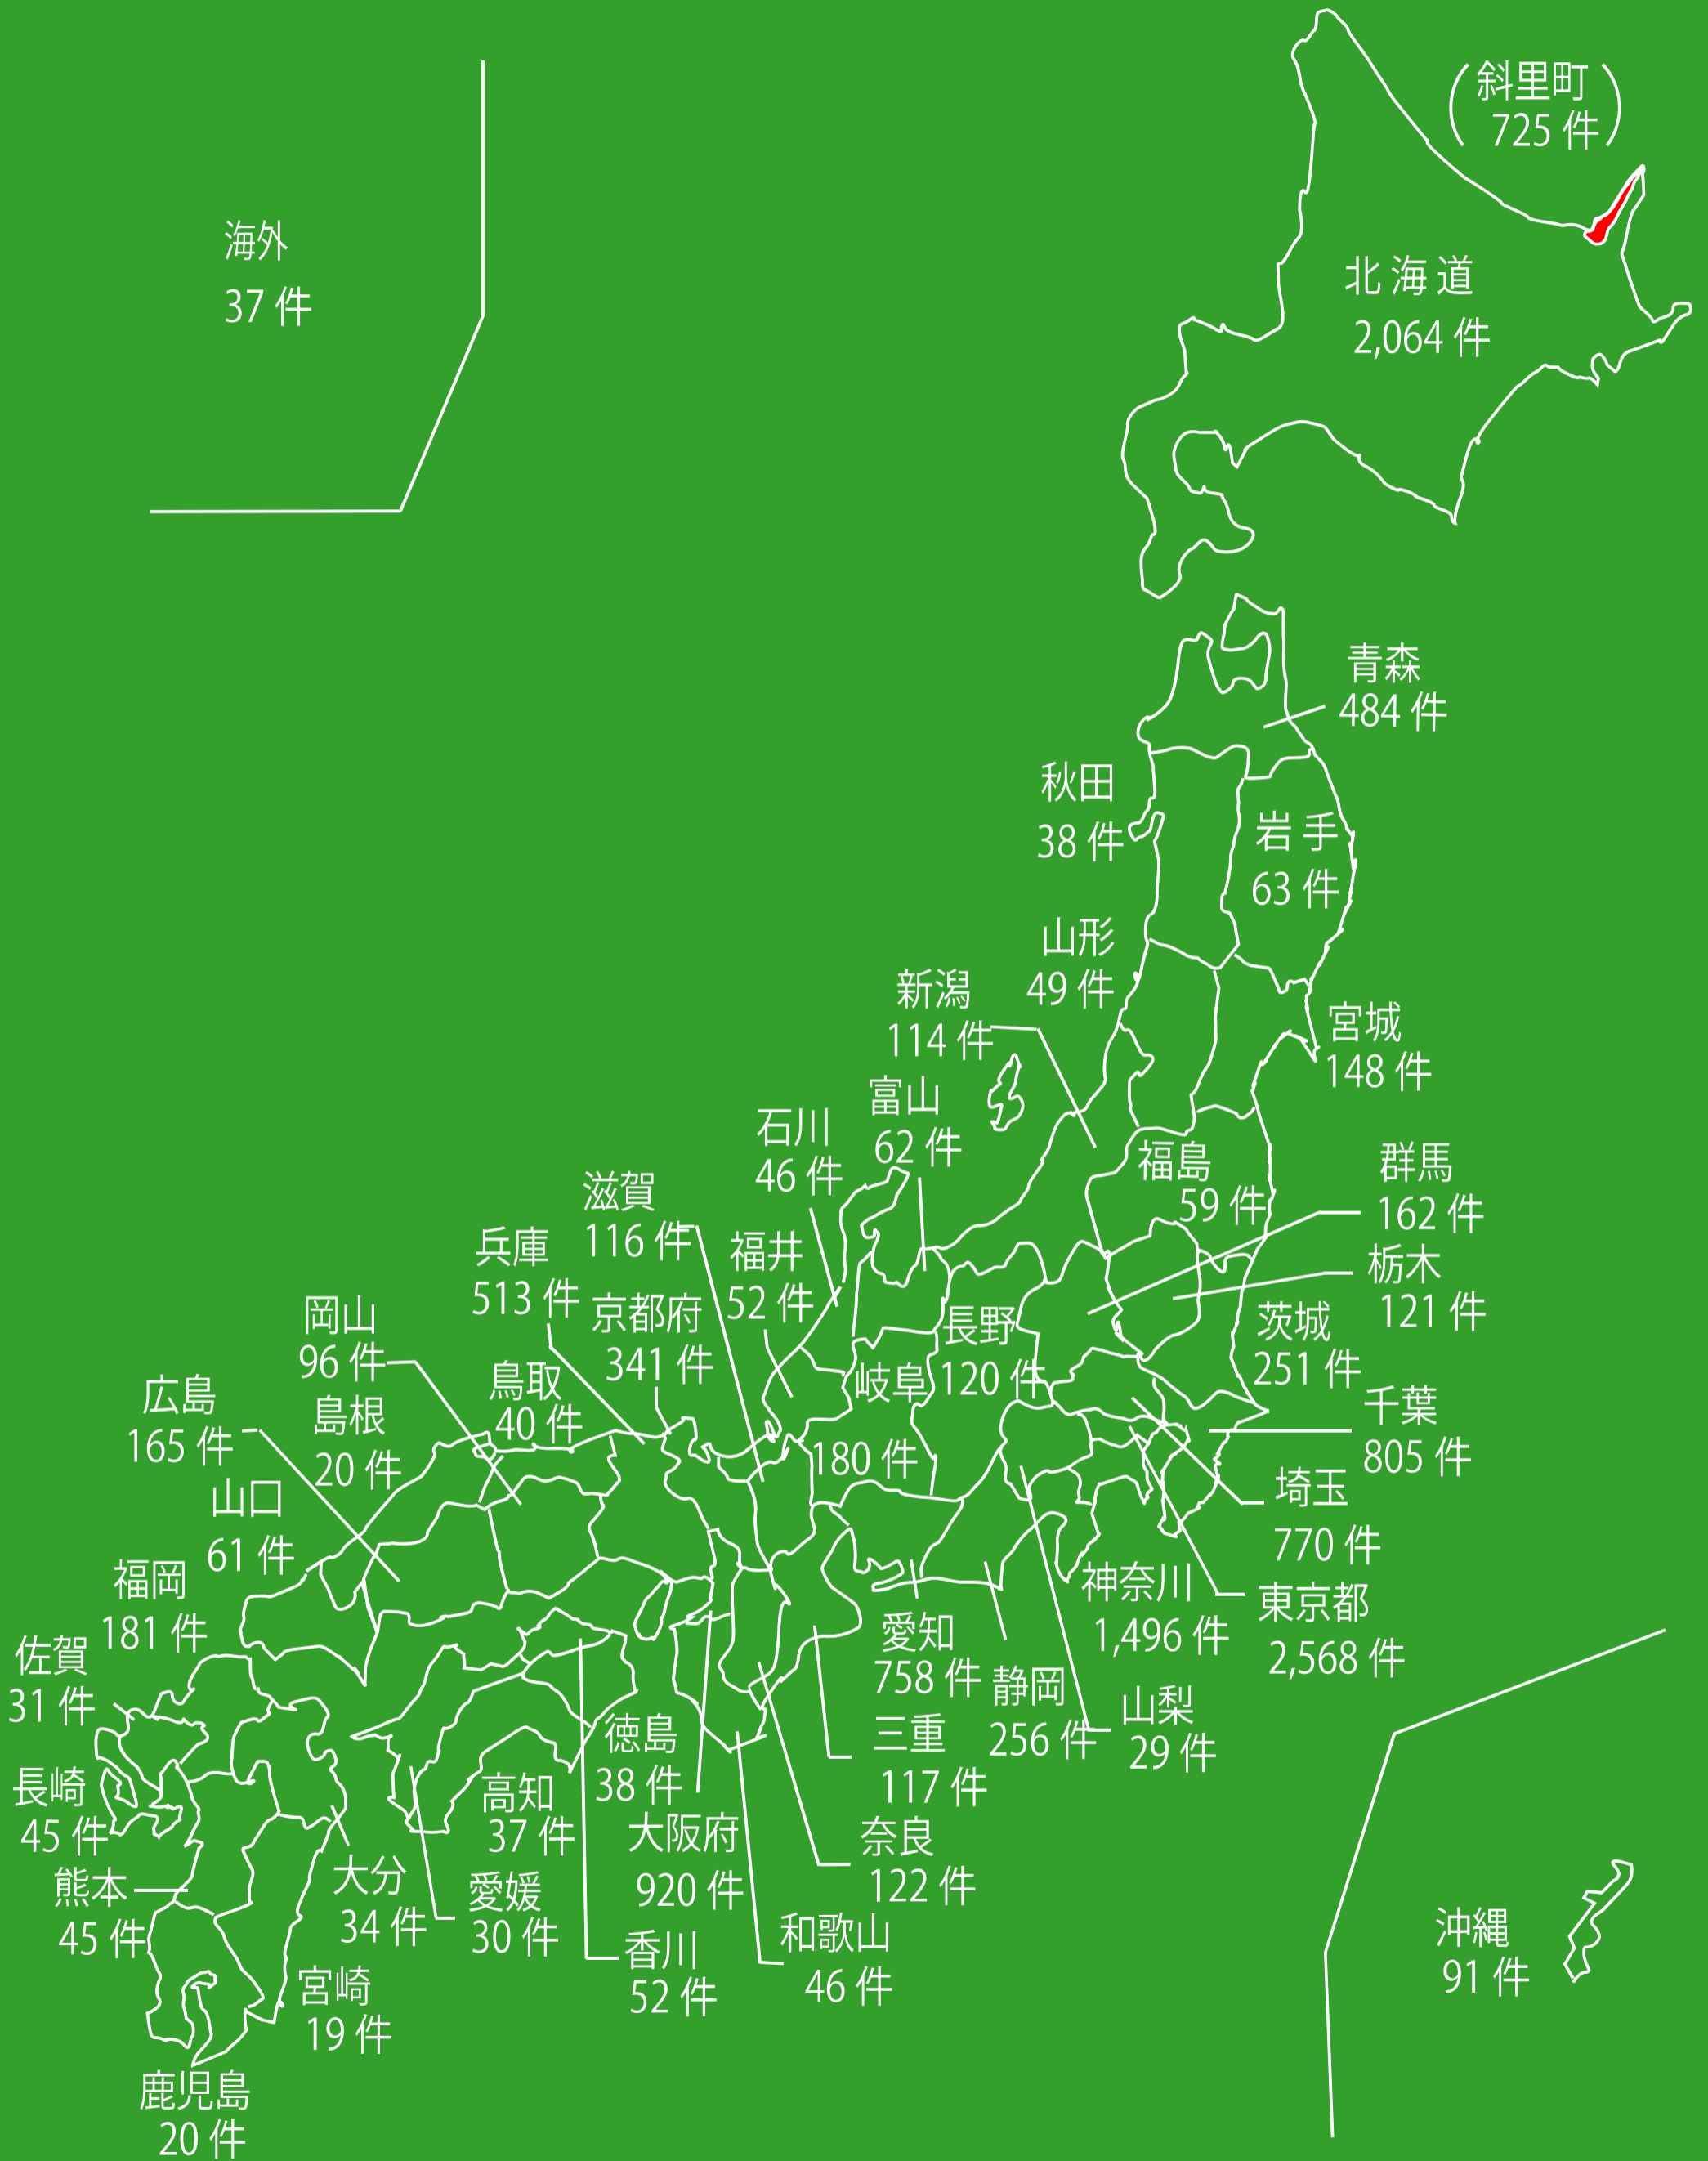 (斜里町
725 件)
海外
37 件
北海道
2,064 件
青森
484 件
秋田
38 件
岩 手
63 件
山形
49 件
新潟
114 件
宮城
148 件
富山
62 件
石川
46 件
福島
59 件
群馬
162 件
滋賀
116 件
兵庫
513 件
福井
52 件
栃木
121 件
京都府
341 件
長野
120 件
茨城
251 件
岡山
96 件
鳥取
40 件
岐阜
180 件
千葉
805 件
広島
165 件
島根
20 件
埼玉
770 件
山口
61 件
福岡
181 件
神奈川
1,496 件
東京都
2,568 件
愛知
758 件
佐賀
31 件
静岡
256 件
山梨
29 件
三重
117 件
徳島
38 件
高知
37 件
長崎
45 件
大阪府
920 件
奈良
122 件
熊本
45 件
大分
34 件
愛媛
30 件
香川
52 件
和歌山
46 件
沖縄
91 件
宮崎
19 件
鹿児島
20 件